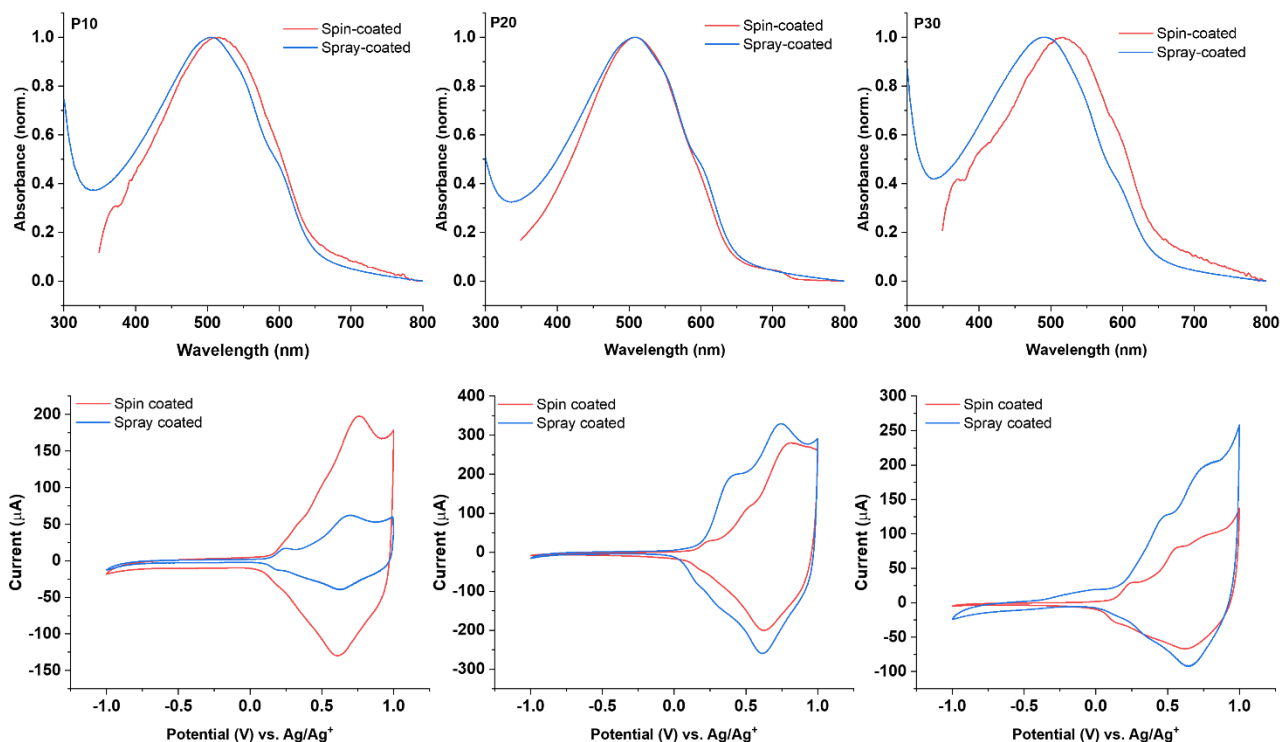 P10
Spin-coated
Spray-coated
1.0
0.8
0.6
0.4
0.2
0.0
Absorbance (norm.)
300 400 500 600 700 800
Wavelength (nm)
P20
Spin-coated
Spray-coated
1.0
0.8
0.6
0.4
0.2
0.0
Absorbance (norm.)
300 400 500 600 700 800
Wavelength (nm)
P30
Spin-coated
Spray-coated
1.0
0.8
0.6
0.4
0.2
0.0
Absorbance (norm.)
300 400 500 600 700 800
Wavelength (nm)
Spin coated
Spray coated
200
150
100
50
0
-50
-100
-150
Current (μA)
-1.0 -0.5 0.0 0.5 1.0
Potential (V) vs. Ag/Ag⁺
Spin coated
Spray coated
400
300
200
100
0
-100
-200
-300
Current (μA)
-1.0 -0.5 0.0 0.5 1.0
Potential (V) vs. Ag/Ag⁺
Spin coated
Spray coated
300
250
200
150
100
50
0
-50
-100
Current (μA)
-1.0 -0.5 0.0 0.5 1.0
Potential (V) vs. Ag/Ag⁺